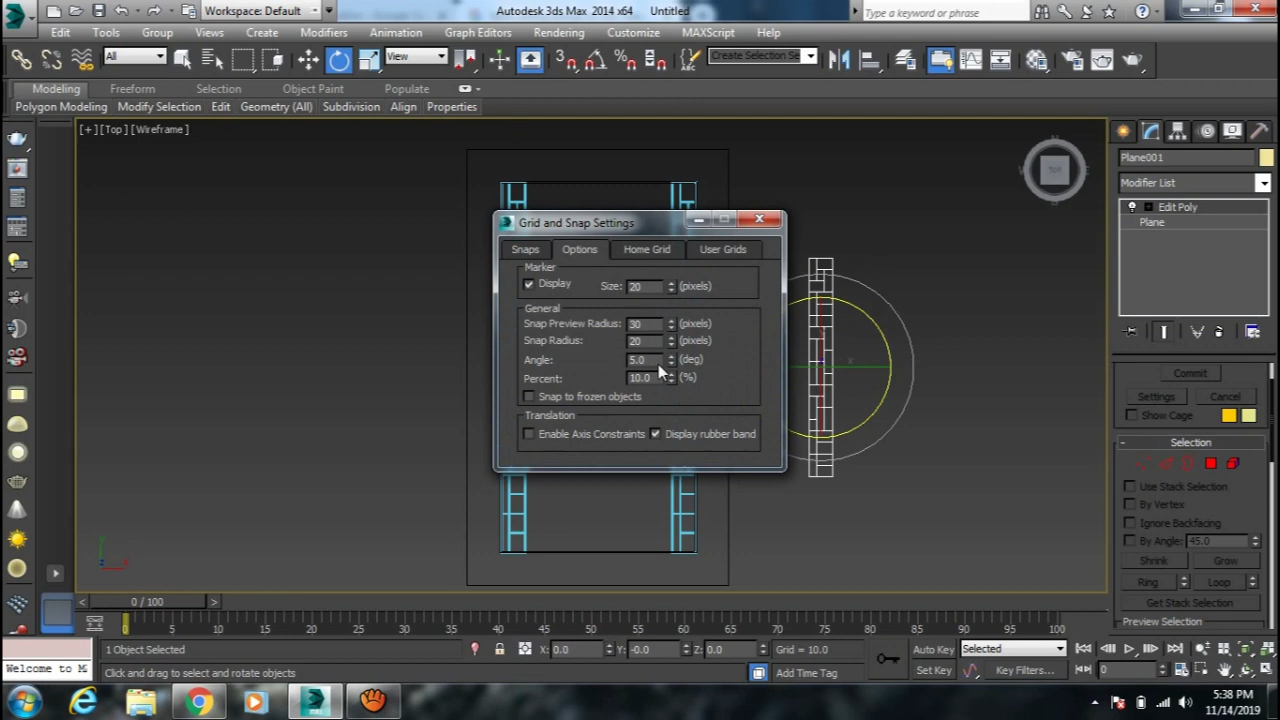 Workspace: Default
Autodesk 3ds Max 2014 x64 Untitled
Type a keyword or phrase
Edit Tools Group Views Create Modifiers Animation Graph Editors Rendering Customize MAXScript Help
All
View
3
Create Selection Se
Modeling Freeform Selection Object Paint Populate
Polygon Modeling Modify Selection Edit Geometry (All) Subdivision Align Properties
[+][Top][Wireframe]
N
TOP
E
Plane001
Modifier List
Edit Poly
Plane
Grid and Snap Settings
Snaps Options Home Grid User Grids
Marker
Display Size: 20 (pixels)
General
Snap Preview Radius: 30 (pixels)
Snap Radius: 20 (pixels)
Angle: 5.0 (deg)
Percent: 10.0 (%)
Snap to frozen objects
Translation
Enable Axis Constraints Display rubber band
x
Commit
Settings Cancel
Show Cage
Selection
Use Stack Selection
By Vertex
Ignore Backfacing
By Angle: 45.0
Shrink Grow
Ring Loop
Get Stack Selection
Preview Selection
z x
0 / 100
0 5 10 15 20 25 30 35 40 45 50 55 60 65 70 75 80 85 90 95 100
1 Object Selected X: 0.0 Y: -0.0 Z: 0.0 Grid = 10.0 Auto Key Selected
Welcome to M Click and drag to select and rotate objects Add Time Tag Set Key Key Filters... 0
5:38 PM
11/14/2019